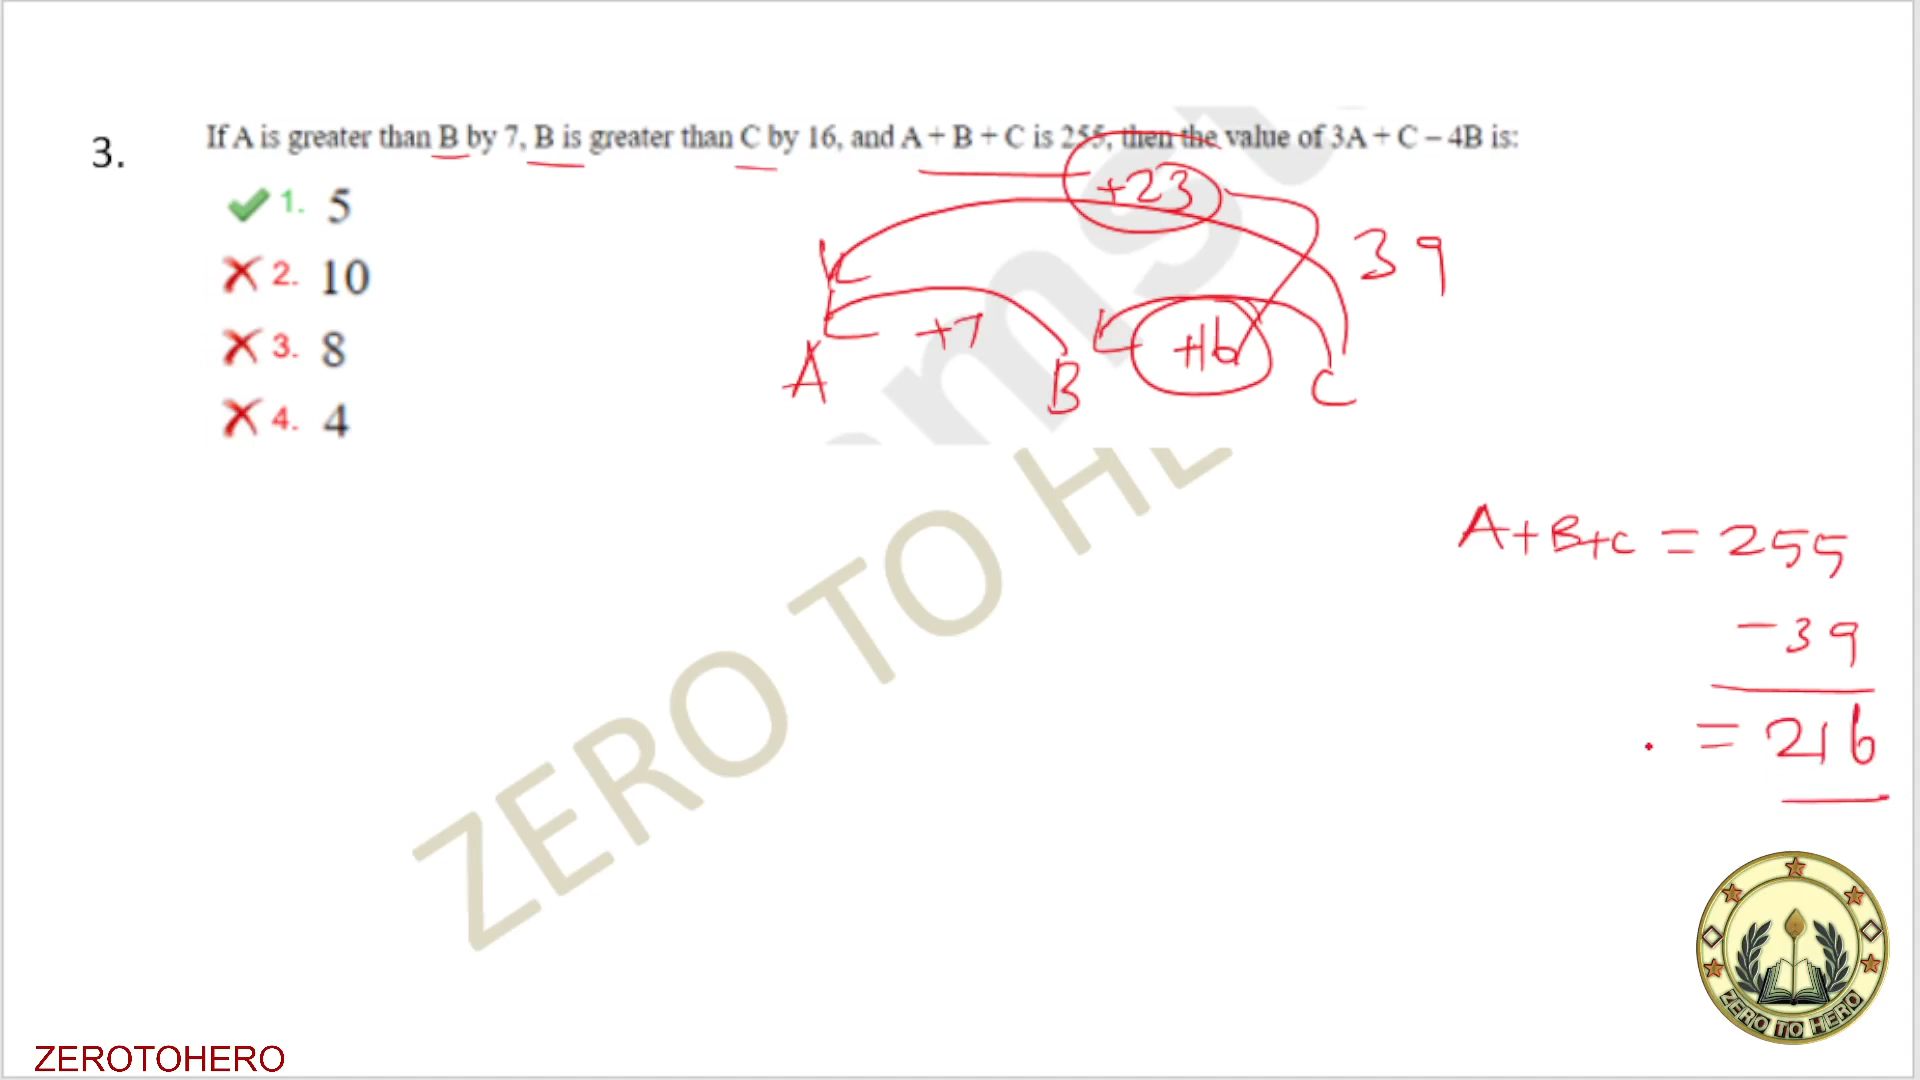 3.
If A is greater than B by 7, B is greater than C by 16, and A + B + C is 255, then the value of 3A + C – 4B is:
1. 5
2. 10
3. 8
4. 4
+23
39
+7
+16
A B C
A+B+C = 255
-39
= 216
ZERO TO HE
ZERO TO HERO
ZEROTOHERO